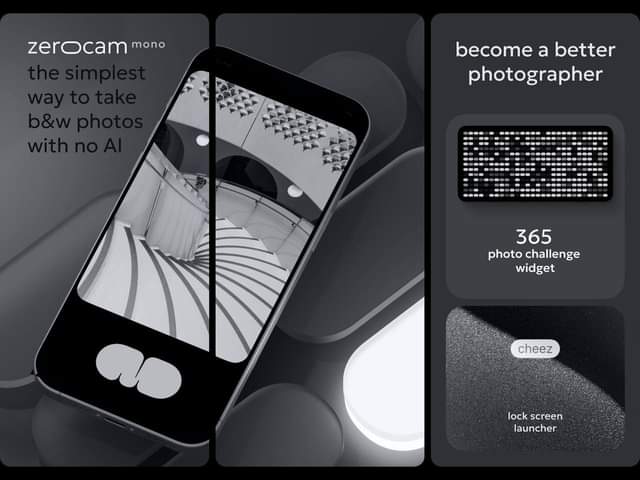 zerocam mono
the simplest
way to take
b&w photos
with no AI
become a better
photographer
365
photo challenge
widget
cheez
lock screen
launcher